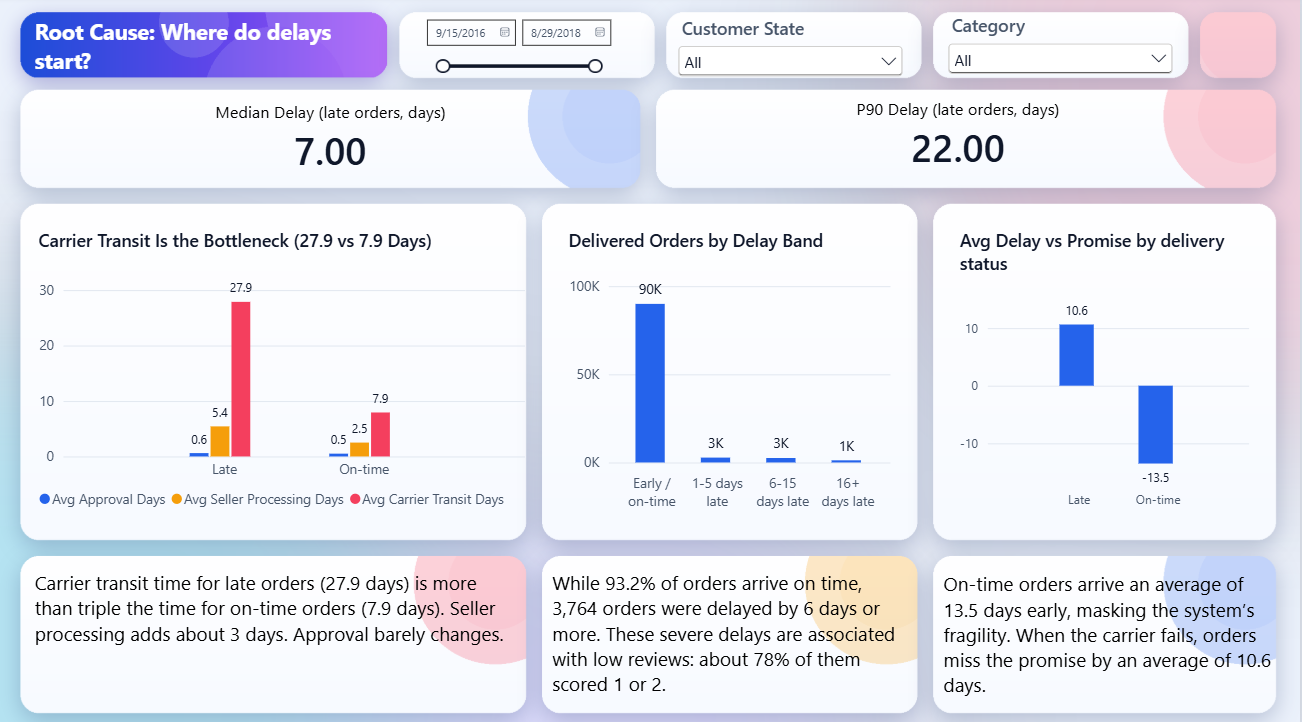 Root Cause: Where do delays
start?
9/15/2016
8/29/2018
Customer State
All
Category
All
Median Delay (late orders, days)
7.00
P90 Delay (late orders, days)
22.00
Carrier Transit Is the Bottleneck (27.9 vs 7.9 Days)
30
20
10
0
0.6
5.4
27.9
0.5
2.5
7.9
Late
On-time
Avg Approval Days
Avg Seller Processing Days
Avg Carrier Transit Days
Delivered Orders by Delay Band
100K
50K
0K
90K
3K
3K
1K
Early /
on-time
1-5 days
late
6-15
days late
16+
days late
Avg Delay vs Promise by delivery
status
10
0
-10
10.6
-13.5
Late
On-time
Carrier transit time for late orders (27.9 days) is more
than triple the time for on-time orders (7.9 days). Seller
processing adds about 3 days. Approval barely changes.
While 93.2% of orders arrive on time,
3,764 orders were delayed by 6 days or
more. These severe delays are associated
with low reviews: about 78% of them
scored 1 or 2.
On-time orders arrive an average of
13.5 days early, masking the system's
fragility. When the carrier fails, orders
miss the promise by an average of 10.6
days.